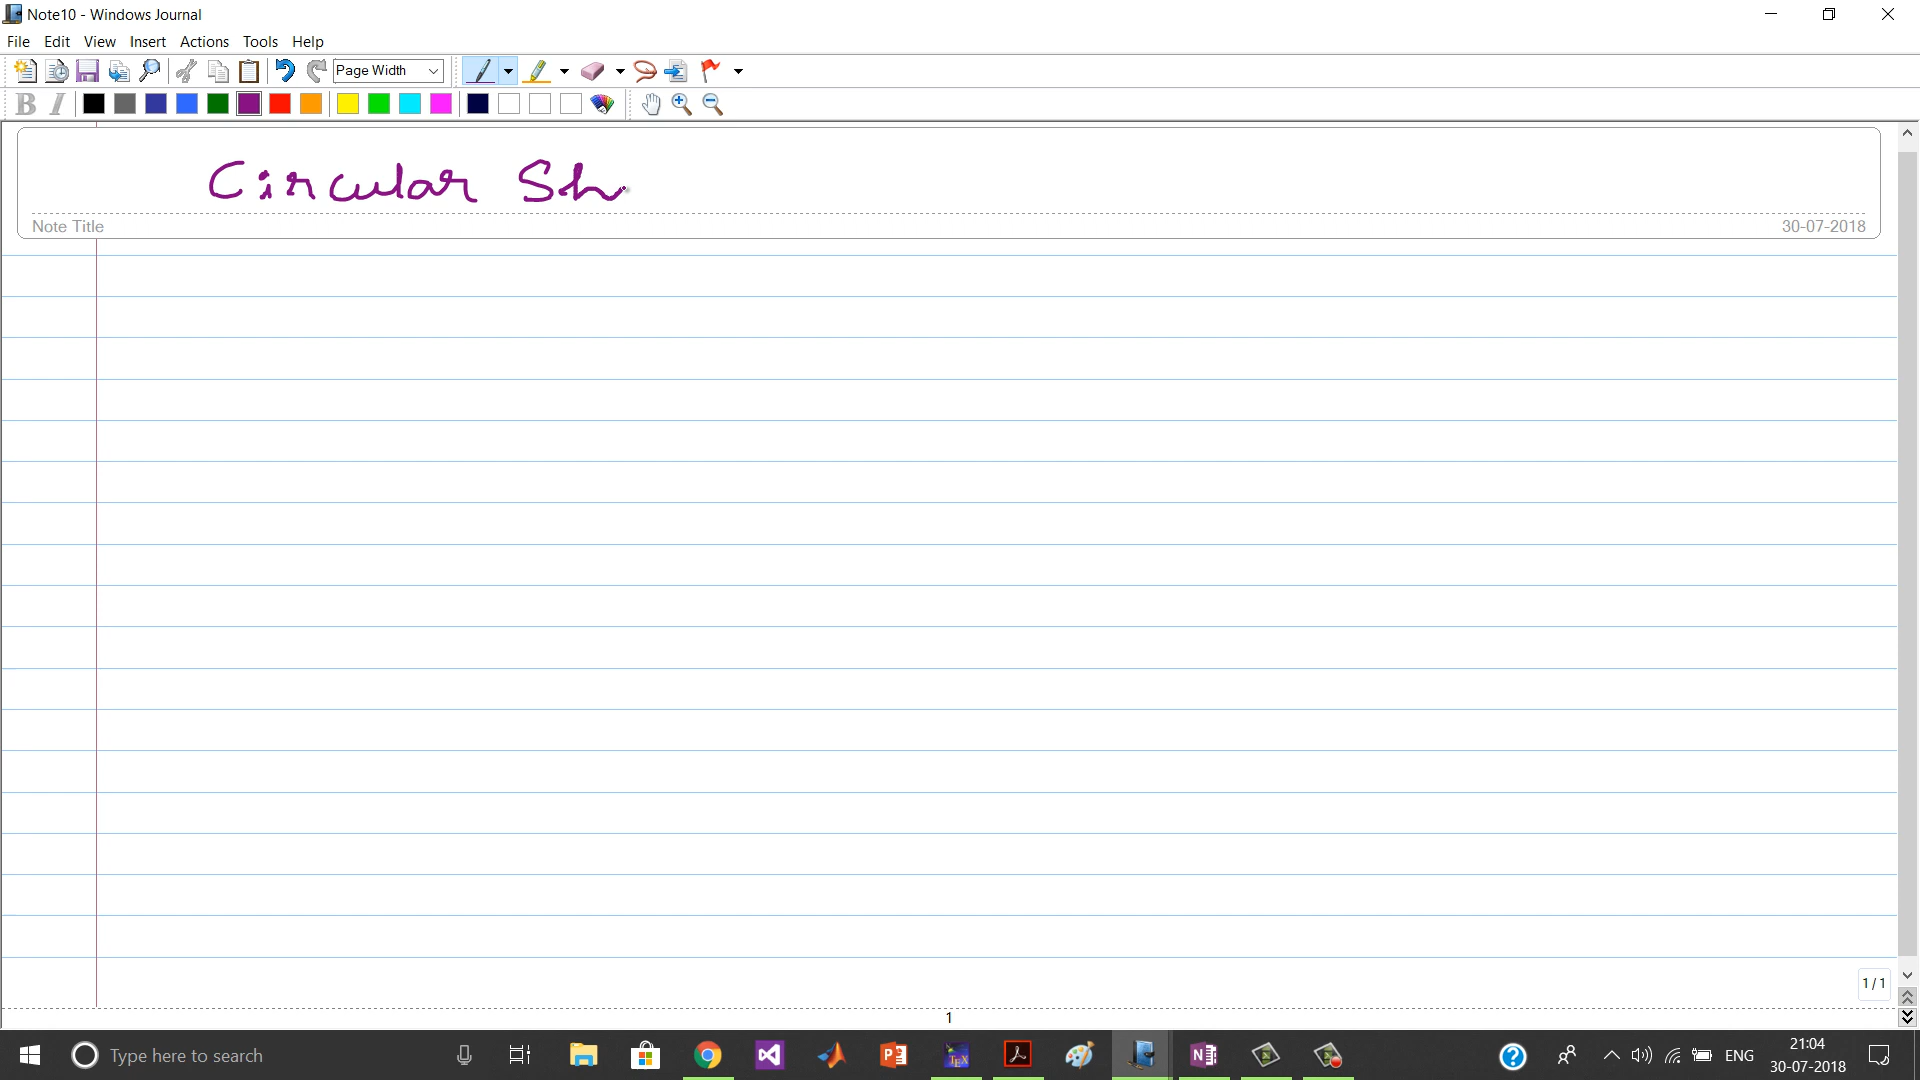 Note10 - Windows Journal
File Edit View Insert Actions Tools Help
Page Width
B I
Circular Sh
Note Title 30-07-2018
1 / 1
1
Type here to search ENG 21:04
30-07-2018